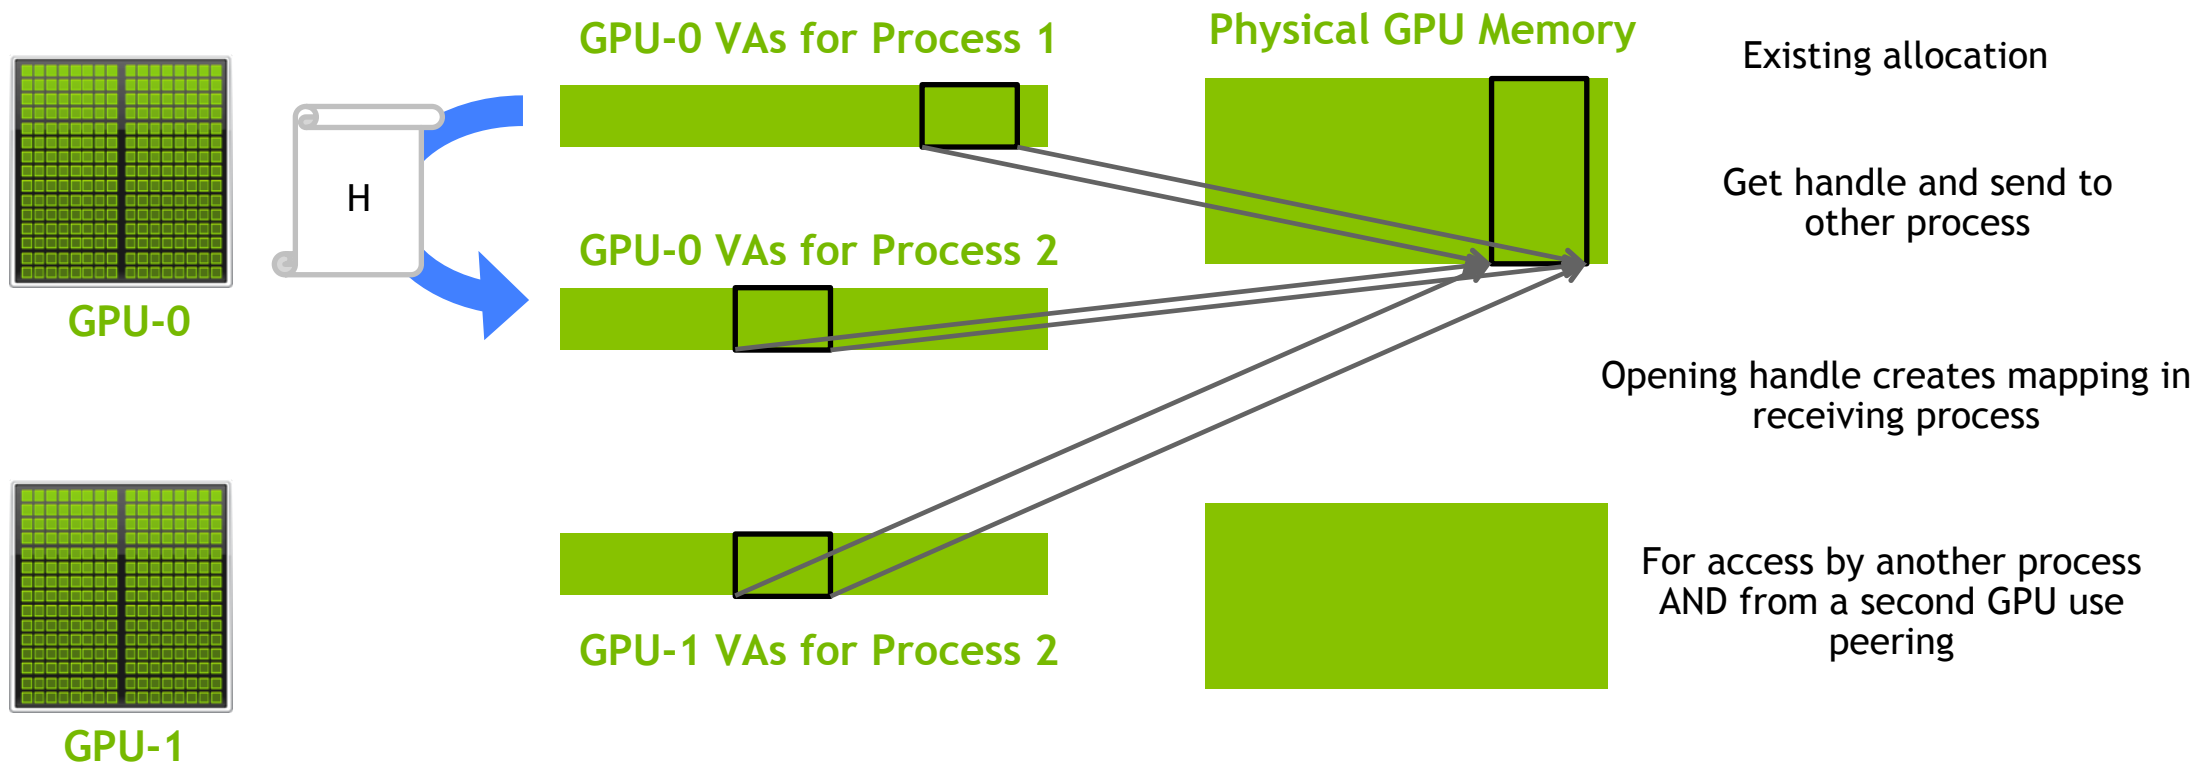 GPU-0 VAs for Process 1
Physical GPU Memory
Existing allocation
H
Get handle and send to
other process
GPU-0 VAs for Process 2
GPU-0
Opening handle creates mapping in
receiving process
For access by another process
AND from a second GPU use
peering
GPU-1 VAs for Process 2
GPU-1